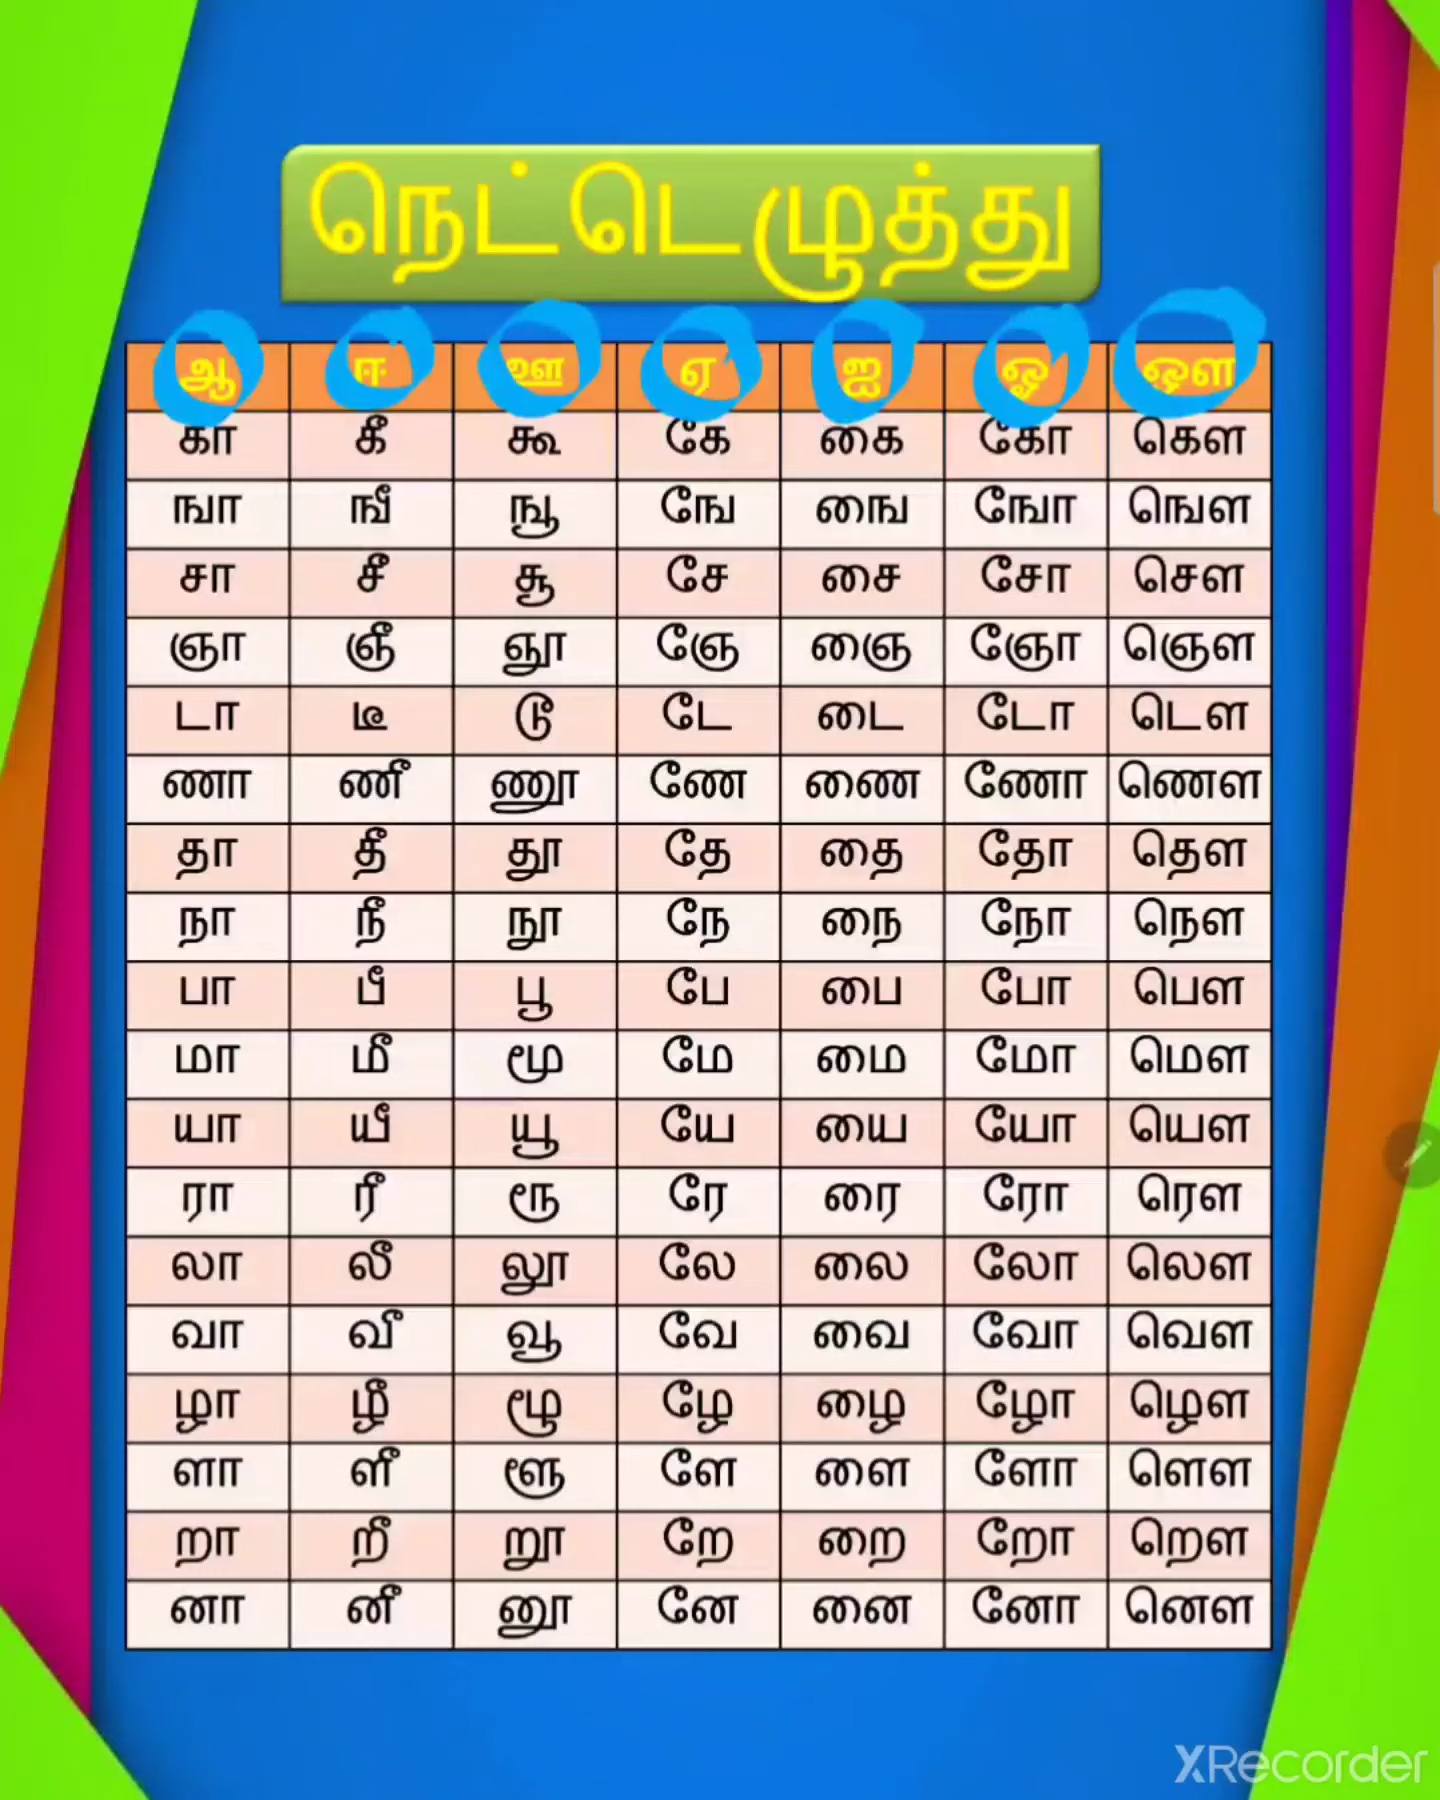 நெட்டெழுத்து
ஆ ஈ ஊ ஏ ஐ ஓ ஔ
கா கீ கூ கே கை கோ கௌ
ஙா ஙீ ஙூ ஙே ஙை ஙோ ஙௌ
சா சீ சூ சே சை சோ சௌ
ஞா ஞீ ஞூ ஞே ஞை ஞோ ஞௌ
டா டீ டூ டே டை டோ டௌ
ணா ணீ ணூ ணே ணை ணோ ணௌ
தா தீ தூ தே தை தோ தௌ
நா நீ நூ நே நை நோ நௌ
பா பீ பூ பே பை போ பௌ
மா மீ மூ மே மை மோ மௌ
யா யீ யூ யே யை யோ யௌ
ரா ரீ ரூ ரே ரை ரோ ரௌ
லா லீ லூ லே லை லோ லௌ
வா வீ வூ வே வை வோ வௌ
ழா ழீ ழூ ழே ழை ழோ ழௌ
ளா ளீ ளூ ளே ளை ளோ ளௌ
றா றீ றூ றே றை றோ றௌ
னா னீ னூ னே னை னோ னௌ
XRecorder